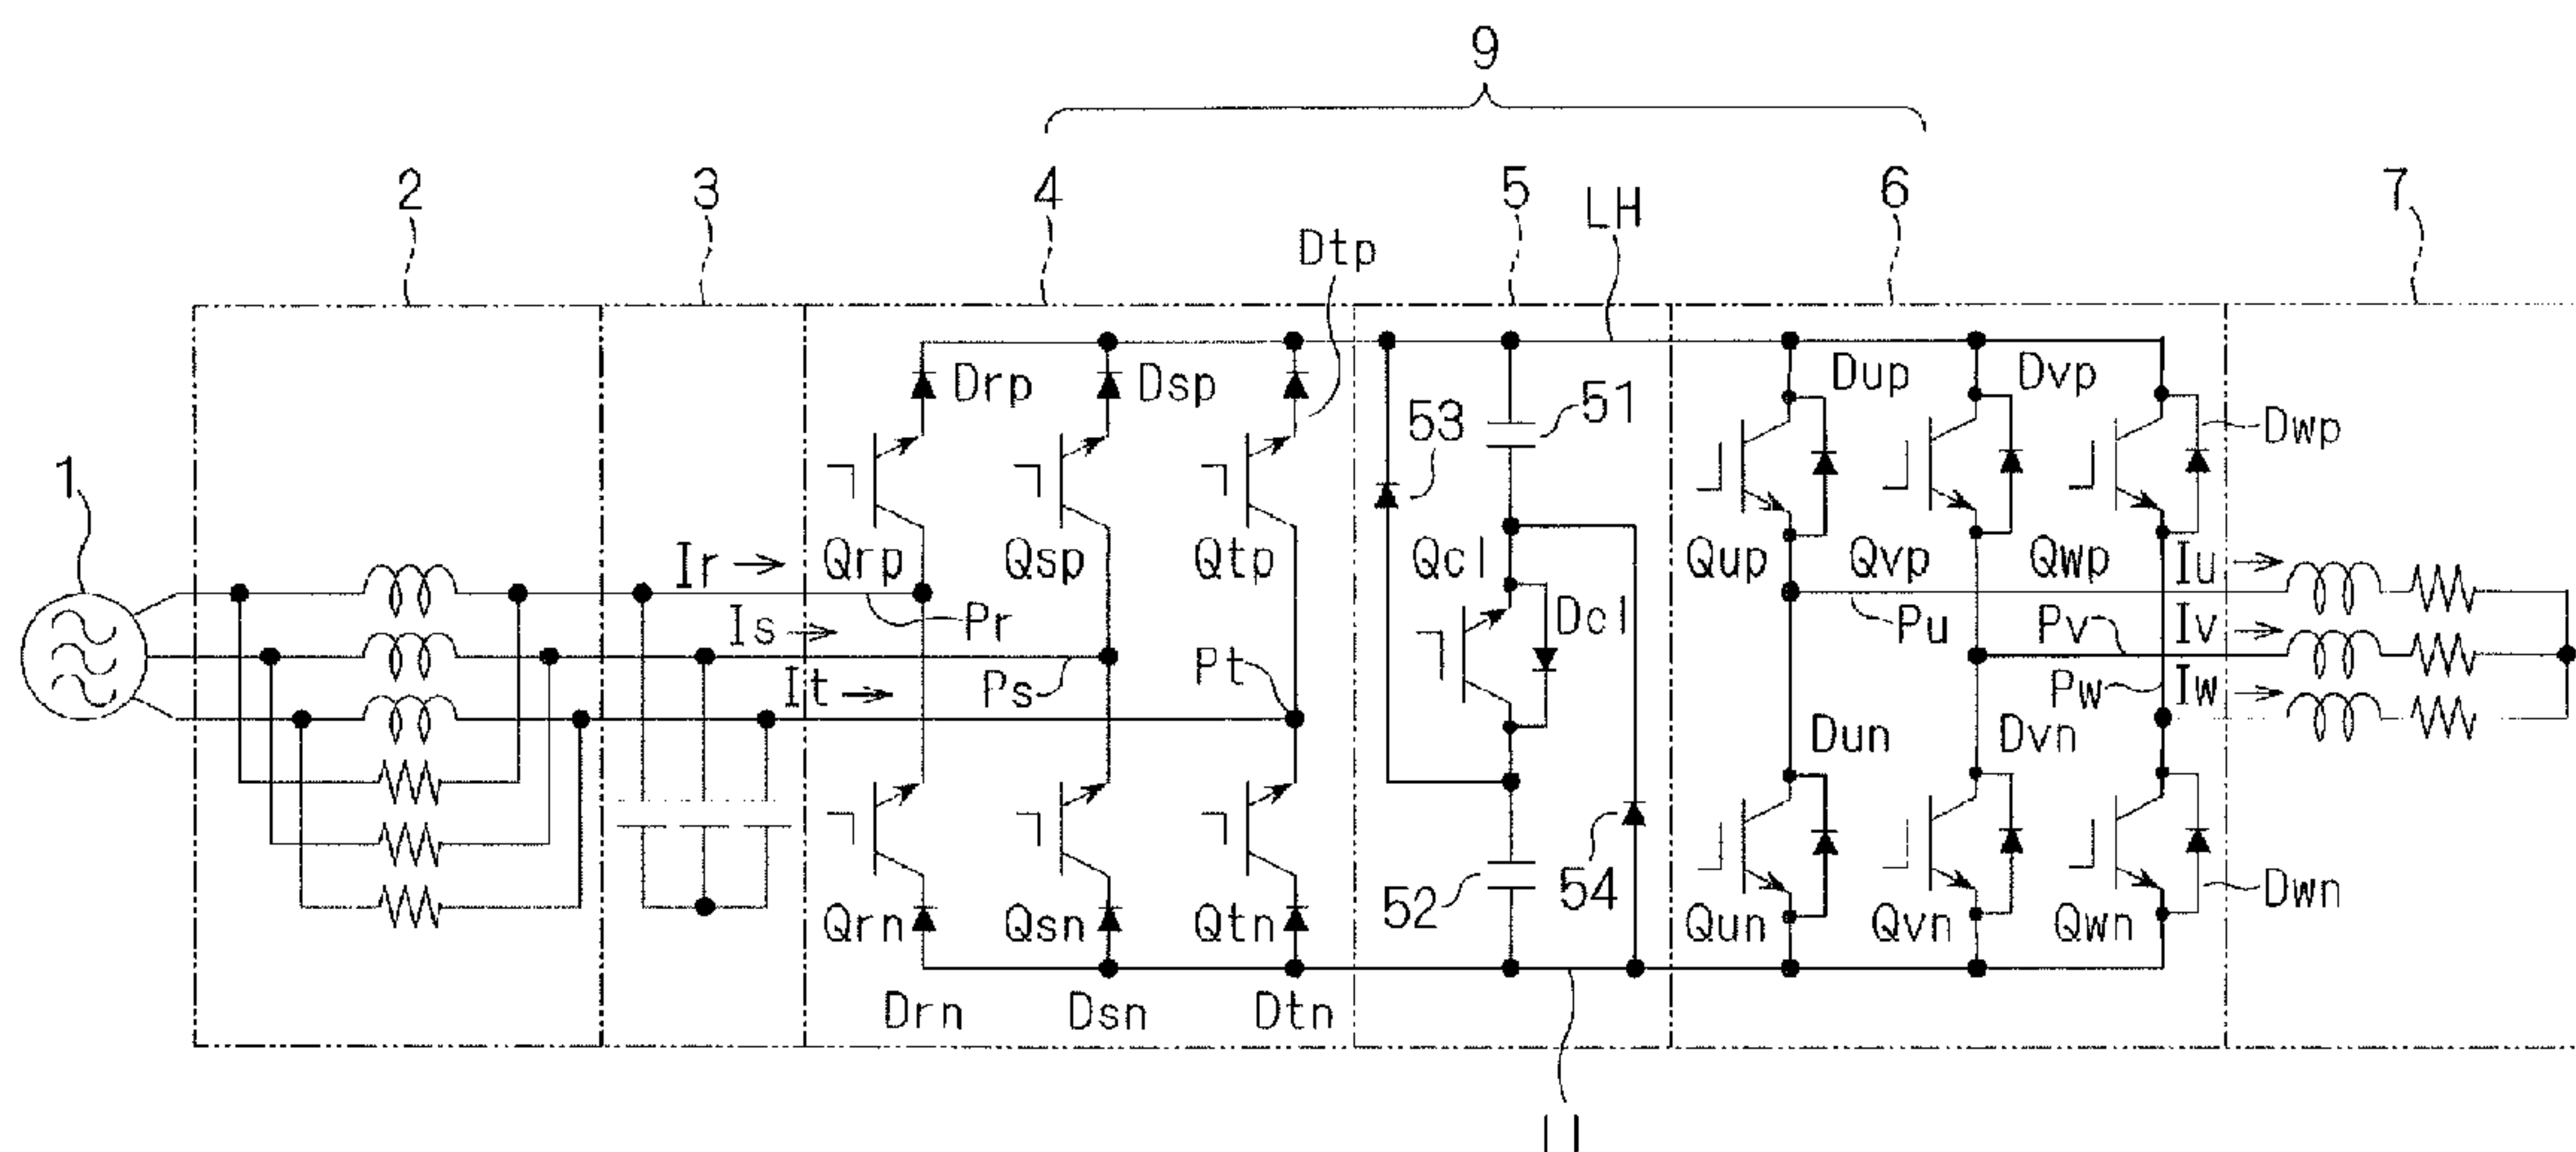 9
2 3 4 5 LH 6 7
Dtp
Drp Dsp 53 51 Dup Dvp Dwp
1
Qrp Qsp Qtp Qcl Qup Qvp Qwp
Ir Is It Pr Ps Pt Dcl Pu Pv Pw Iu Iv Iw
Dun Dvn
Qrn Qsn Qtn 52 54 Qun Qvn Qwn Dwn
Drn Dsn Dtn